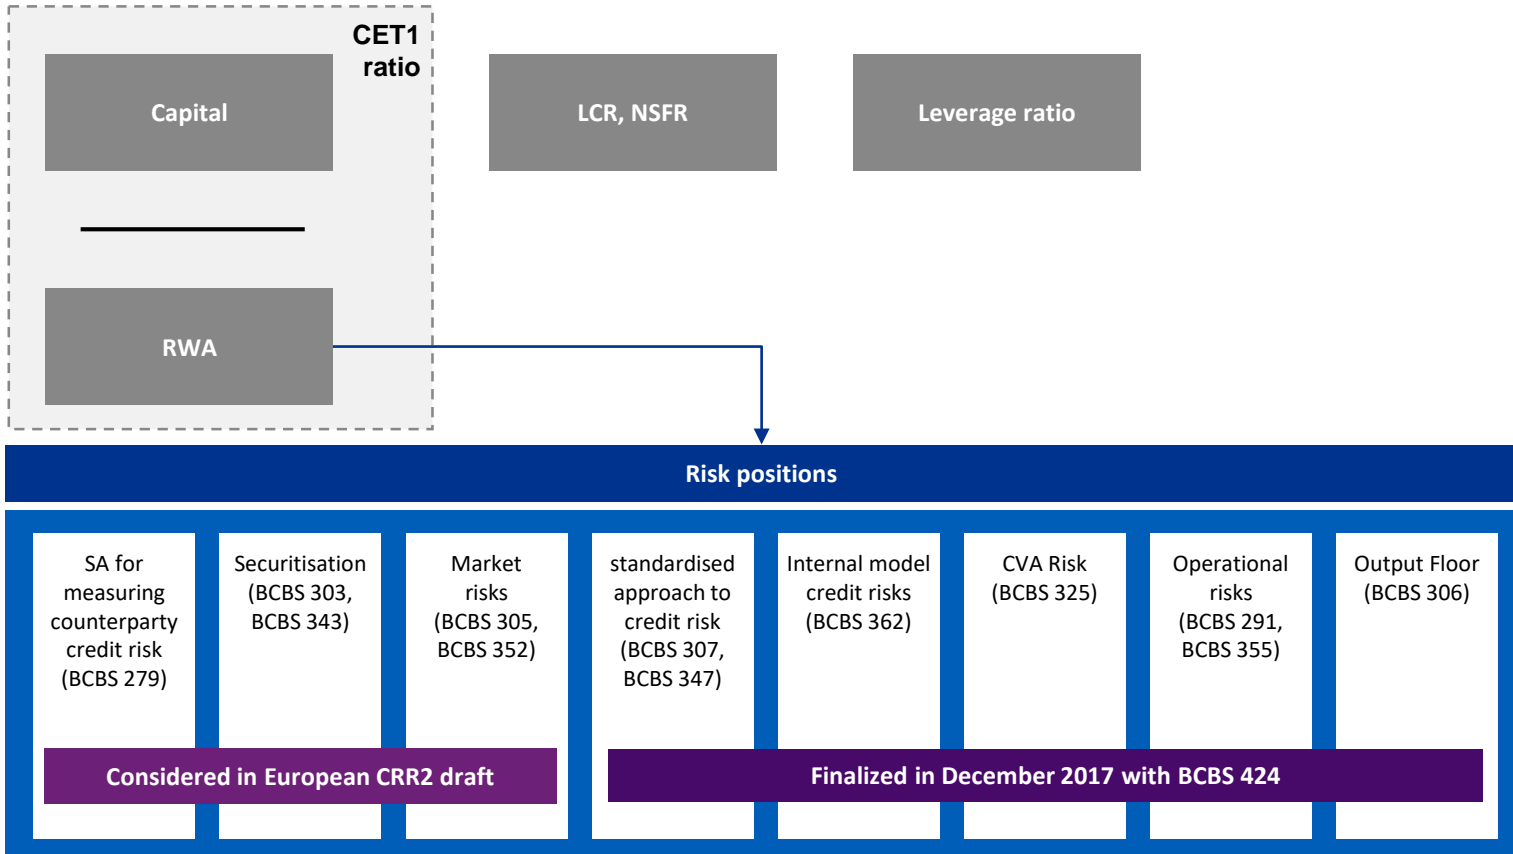 CET1
ratio
Capital
LCR, NSFR
Leverage ratio
RWA
Risk positions
SA for
measuring
counterparty
credit risk
(BCBS 279)
Securitisation
(BCBS 303,
BCBS 343)
Market
risks
(BCBS 305,
BCBS 352)
standardised
approach to
credit risk
(BCBS 307,
BCBS 347)
Internal model
credit risks
(BCBS 362)
CVA Risk
(BCBS 325)
Operational
risks
(BCBS 291,
BCBS 355)
Output Floor
(BCBS 306)
Considered in European CRR2 draft
Finalized in December 2017 with BCBS 424